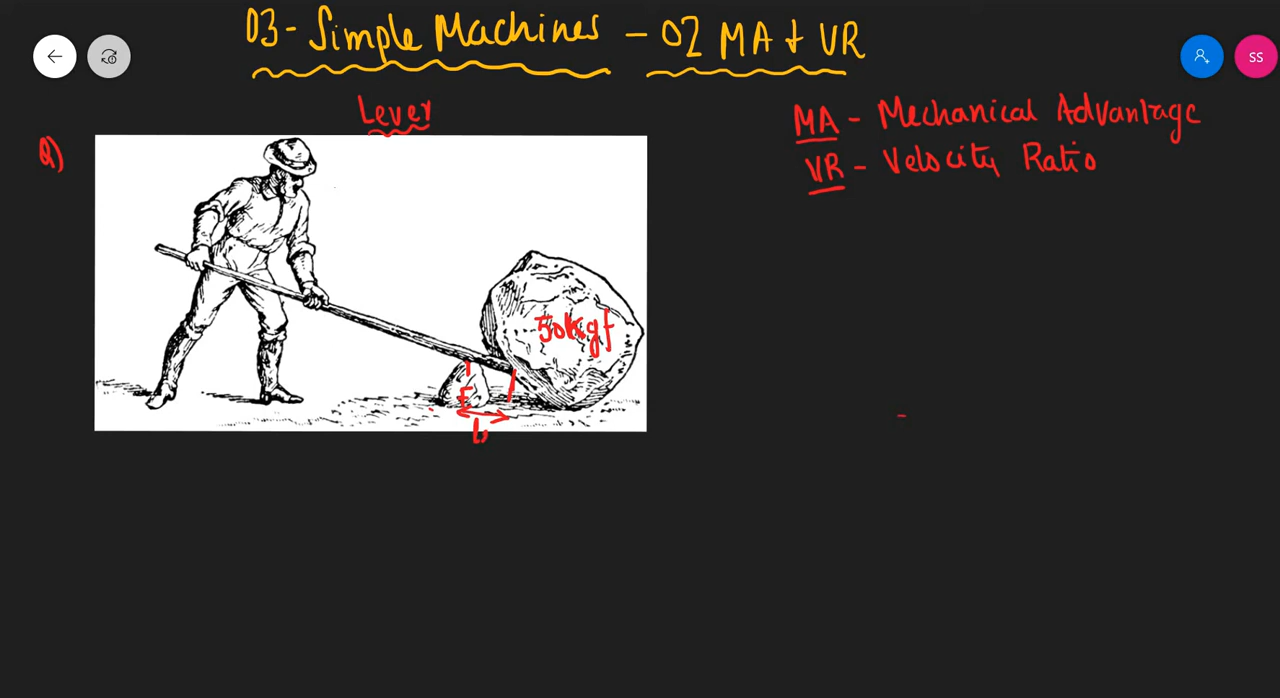 03- Simple Machines - 02 MA + VR
SS
Lever
MA - Mechanical Advantage
VR - Velocity Ratio
Q)
50kgf
F